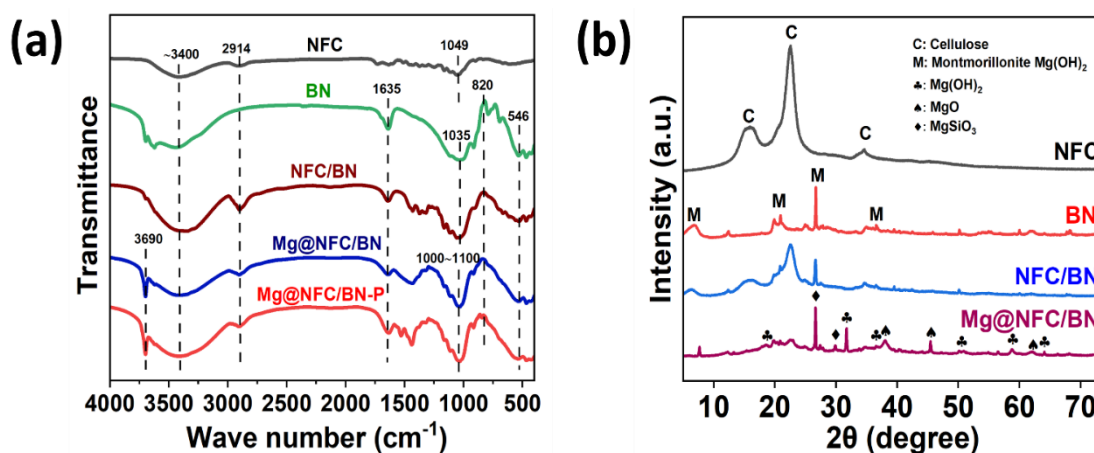 (a)
~3400
2914
1049
NFC
1635
820
BN
1035
546
NFC/BN
3690
Mg@NFC/BN
1000~1100
Mg@NFC/BN-P
Transmittance
4000 3500 3000 2500 2000 1500 1000 500
Wave number (cm⁻¹)
(b)
C
C: Cellulose
M: Montmorillonite Mg(OH)₂
♣: Mg(OH)₂
♠: MgO
♦: MgSiO₃
C
C
NFC
M
M M M
BN
NFC/BN
♦
♣
Mg@NFC/BN
♣ ♦ ♣ ♠ ♠ ♣ ♣ ♠ ♣
Intensity (a.u.)
10 20 30 40 50 60 70
2θ (degree)